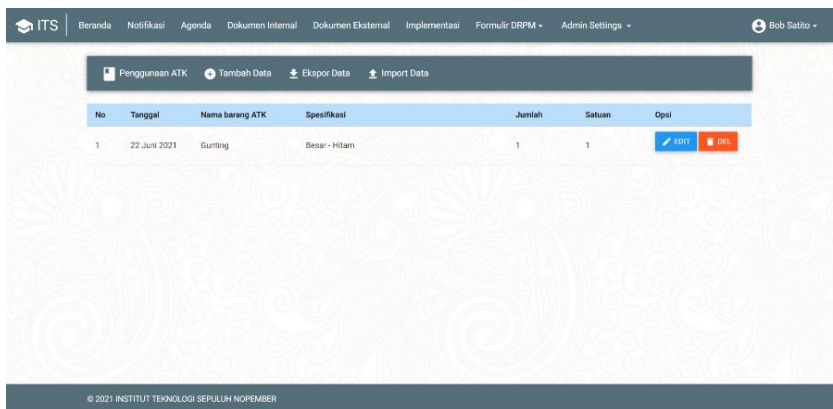 ITS Beranda Notifikasi Agenda Dokumen Internal Dokumen Eksternal Implementasi Formulir DRPM Admin Settings Bob Satito
Penggunaan ATK Tambah Data Ekspor Data Import Data
No Tanggal Nama barang ATK Spesifikasi Jumlah Satuan Opsi
1 22 Juni 2021 Gunting Besar - Hitam 1 1 EDIT DEL
© 2021 INSTITUT TEKNOLOGI SEPULUH NOPEMBER